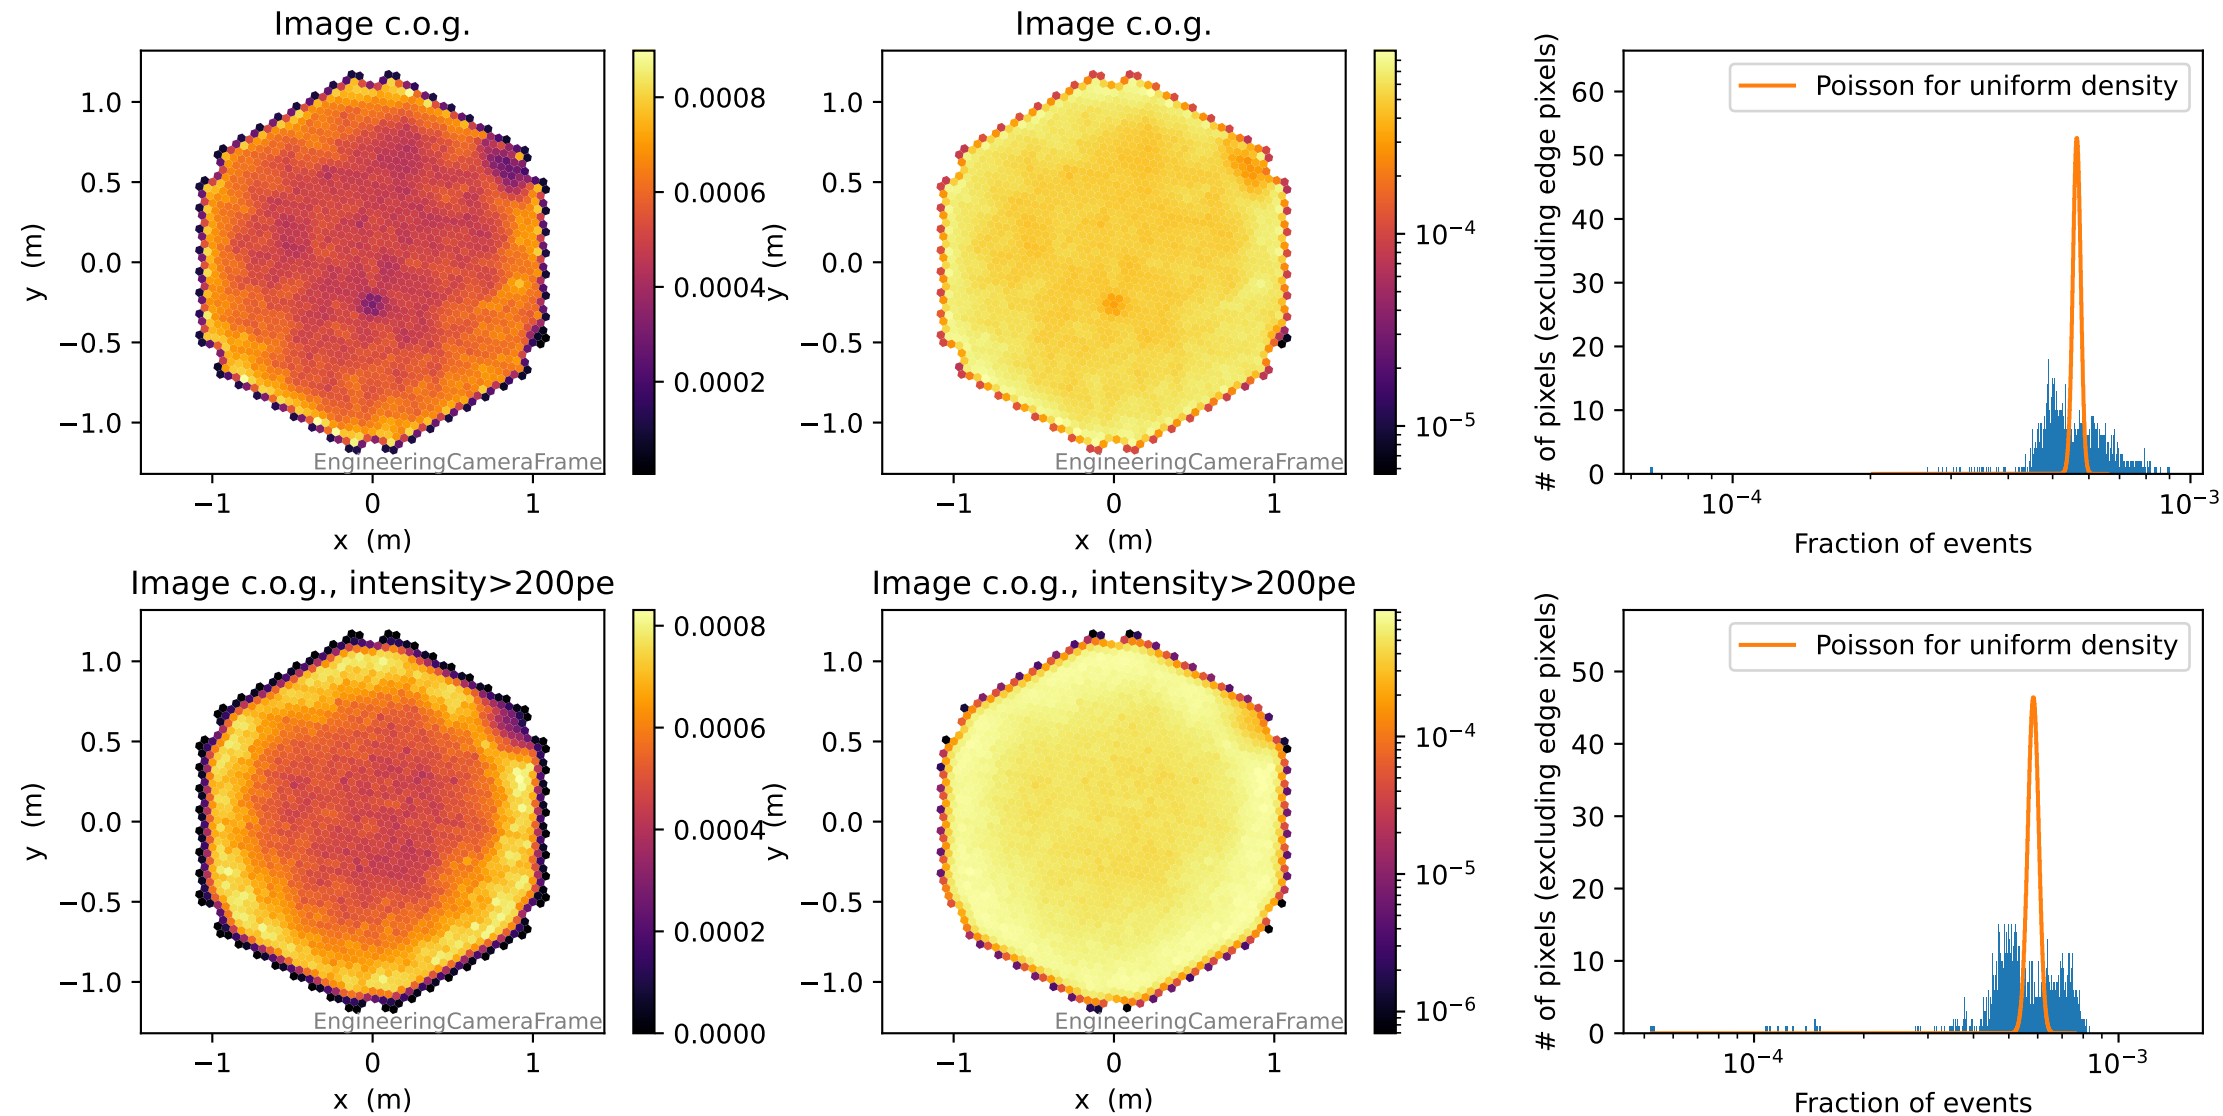 Image c.o.g.
1.0
0.5
0.0
−0.5
−1.0
y (m)
−1
0
1
x (m)
EngineeringCameraFrame
0.0008
0.0006
0.0004
0.0002
Image c.o.g.
1.0
0.5
0.0
−0.5
−1.0
y (m)
−1
0
1
x (m)
EngineeringCameraFrame
10⁻⁴
10⁻⁵
# of pixels (excluding edge pixels)
60
50
40
30
20
10
0
Poisson for uniform density
10⁻⁴
10⁻³
Fraction of events
Image c.o.g., intensity>200pe
1.0
0.5
0.0
−0.5
−1.0
y (m)
−1
0
1
x (m)
EngineeringCameraFrame
0.0008
0.0006
0.0004
0.0002
0.0000
Image c.o.g., intensity>200pe
1.0
0.5
0.0
−0.5
−1.0
y (m)
−1
0
1
x (m)
EngineeringCameraFrame
10⁻⁴
10⁻⁵
10⁻⁶
# of pixels (excluding edge pixels)
50
40
30
20
10
0
Poisson for uniform density
10⁻⁴
10⁻³
Fraction of events